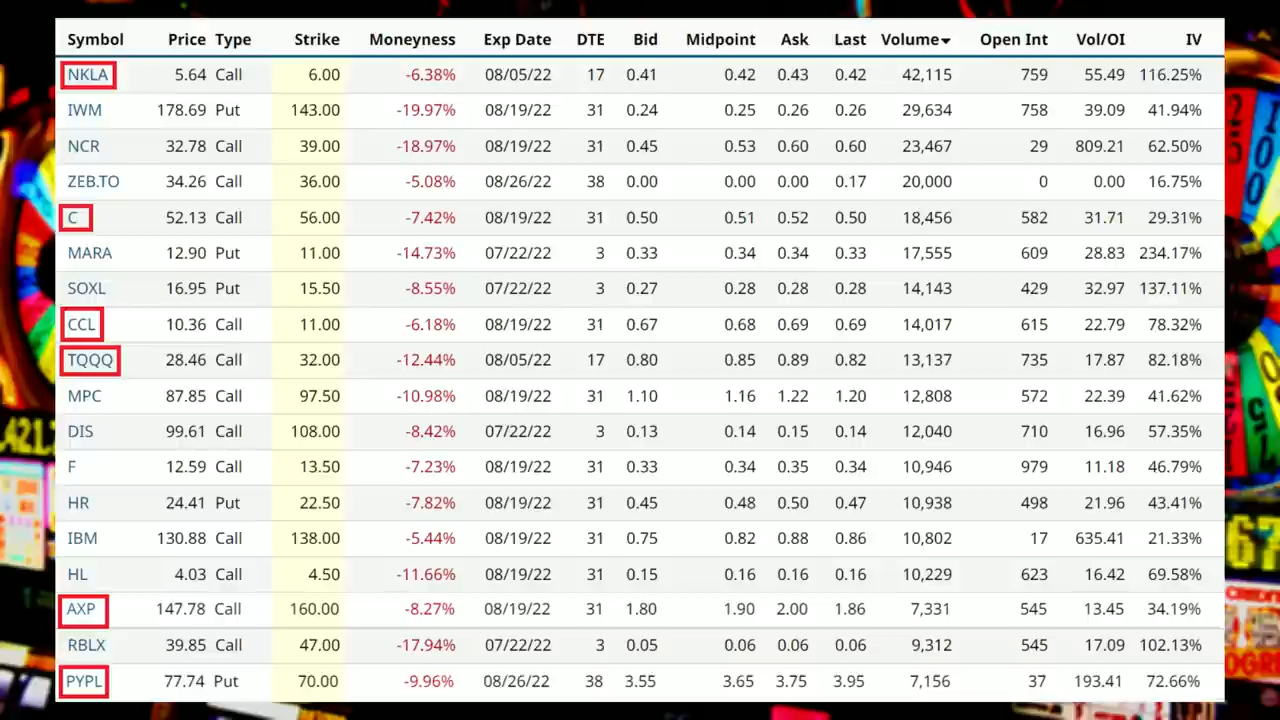 Symbol Price Type Strike Moneyness Exp Date DTE Bid Midpoint Ask Last Volume Open Int Vol/OI IV
NKLA 5.64 Call 6.00 -6.38% 08/05/22 17 0.41 0.42 0.43 0.42 42,115 759 55.49 116.25%
IWM 178.69 Put 143.00 -19.97% 08/19/22 31 0.24 0.25 0.26 0.26 29,634 758 39.09 41.94%
NCR 32.78 Call 39.00 -18.97% 08/19/22 31 0.45 0.53 0.60 0.60 23,467 29 809.21 62.50%
ZEB.TO 34.26 Call 36.00 -5.08% 08/26/22 38 0.00 0.00 0.00 0.17 20,000 0 0.00 16.75%
C 52.13 Call 56.00 -7.42% 08/19/22 31 0.50 0.51 0.52 0.50 18,456 582 31.71 29.31%
MARA 12.90 Put 11.00 -14.73% 07/22/22 3 0.33 0.34 0.34 0.33 17,555 609 28.83 234.17%
SOXL 16.95 Put 15.50 -8.55% 07/22/22 3 0.27 0.28 0.28 0.28 14,143 429 32.97 137.11%
CCL 10.36 Call 11.00 -6.18% 08/19/22 31 0.67 0.68 0.69 0.69 14,017 615 22.79 78.32%
TQQQ 28.46 Call 32.00 -12.44% 08/05/22 17 0.80 0.85 0.89 0.82 13,137 735 17.87 82.18%
MPC 87.85 Call 97.50 -10.98% 08/19/22 31 1.10 1.16 1.22 1.20 12,808 572 22.39 41.62%
DIS 99.61 Call 108.00 -8.42% 07/22/22 3 0.13 0.14 0.15 0.14 12,040 710 16.96 57.35%
F 12.59 Call 13.50 -7.23% 08/19/22 31 0.33 0.34 0.35 0.34 10,946 979 11.18 46.79%
HR 24.41 Put 22.50 -7.82% 08/19/22 31 0.45 0.48 0.50 0.47 10,938 498 21.96 43.41%
IBM 130.88 Call 138.00 -5.44% 08/19/22 31 0.75 0.82 0.88 0.86 10,802 17 635.41 21.33%
HL 4.03 Call 4.50 -11.66% 08/19/22 31 0.15 0.16 0.16 0.16 10,229 623 16.42 69.58%
AXP 147.78 Call 160.00 -8.27% 08/19/22 31 1.80 1.90 2.00 1.86 7,331 545 13.45 34.19%
RBLX 39.85 Call 47.00 -17.94% 07/22/22 3 0.05 0.06 0.06 0.06 9,312 545 17.09 102.13%
PYPL 77.74 Put 70.00 -9.96% 08/26/22 38 3.55 3.65 3.75 3.95 7,156 37 193.41 72.66%